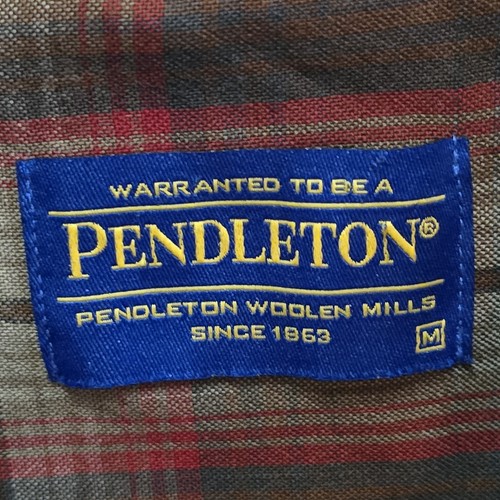 WARRANTED TO BE A
PENDLETON®
PENDLETON WOOLEN MILLS
SINCE 1863
M